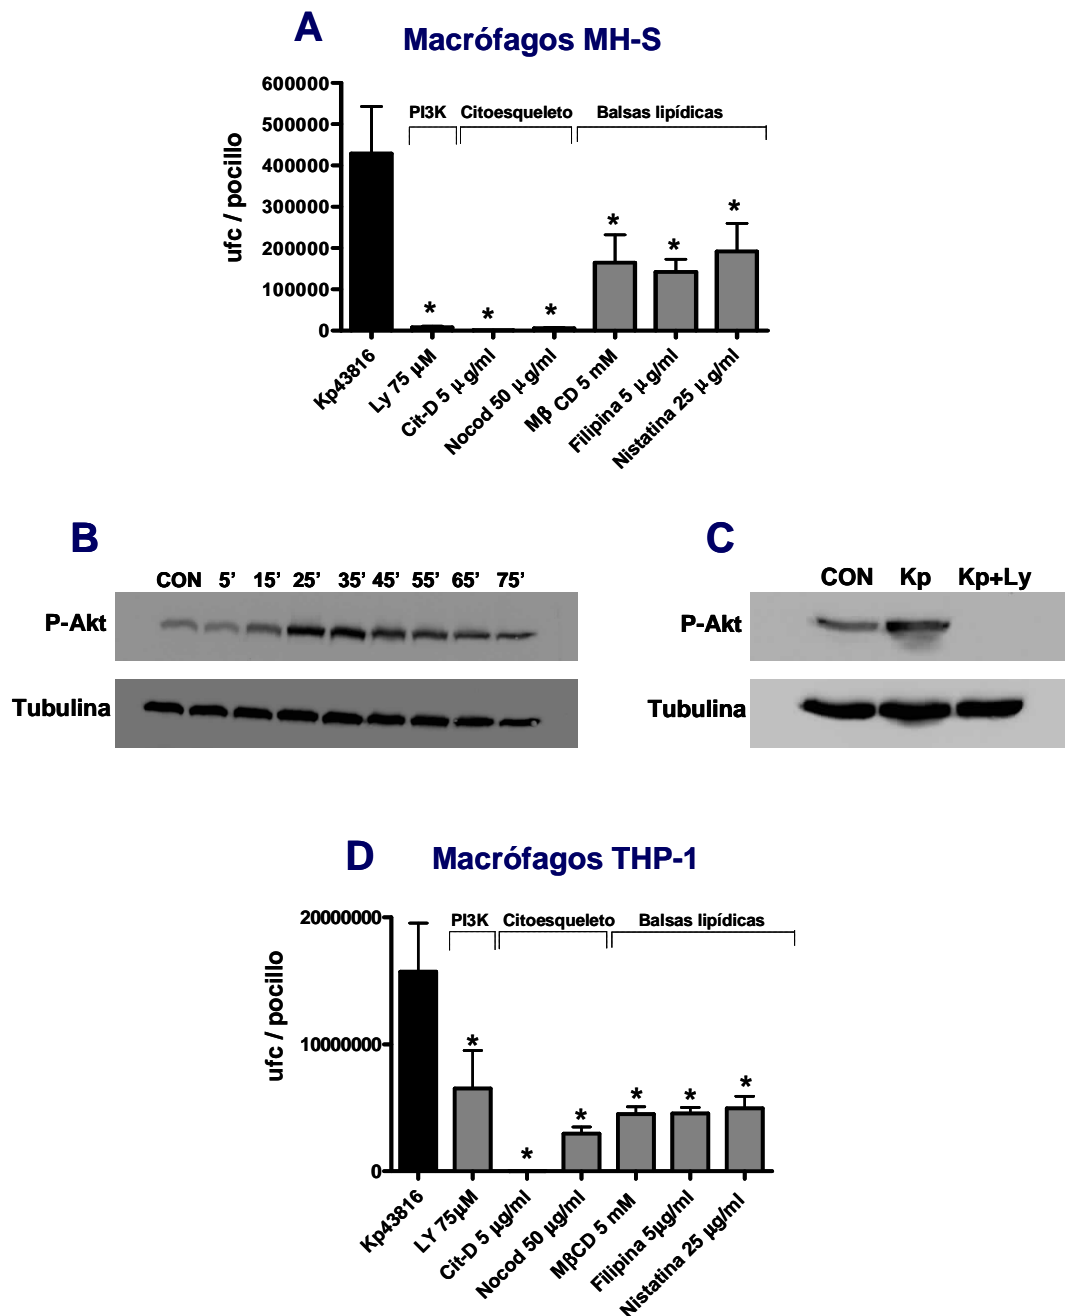 A
Macrófagos MH-S
600000
500000
400000
300000
200000
100000
0
ufc / pocillo
PI3K
Citoesqueleto
Balsas lipídicas
*
*
*
*
*
*
Kp43816
Ly 75 µM
Cit-D 5 µ g/ml
Nocod 50 µ g/ml
Mβ CD 5 mM
Filipina 5 µ g/ml
Nistatina 25 µ g/ml
B
CON 5' 15' 25' 35' 45' 55' 65' 75'
P-Akt
Tubulina
C
CON Kp Kp+Ly
P-Akt
Tubulina
D
Macrófagos THP-1
20000000
10000000
0
ufc / pocillo
PI3K
Citoesqueleto
Balsas lipídicas
*
*
*
*
*
*
Kp43816
LY 75µM
Cit-D 5 µg/ml
Nocod 50 µg/ml
MβCD 5 mM
Filipina 5µg/ml
Nistatina 25 µg/ml